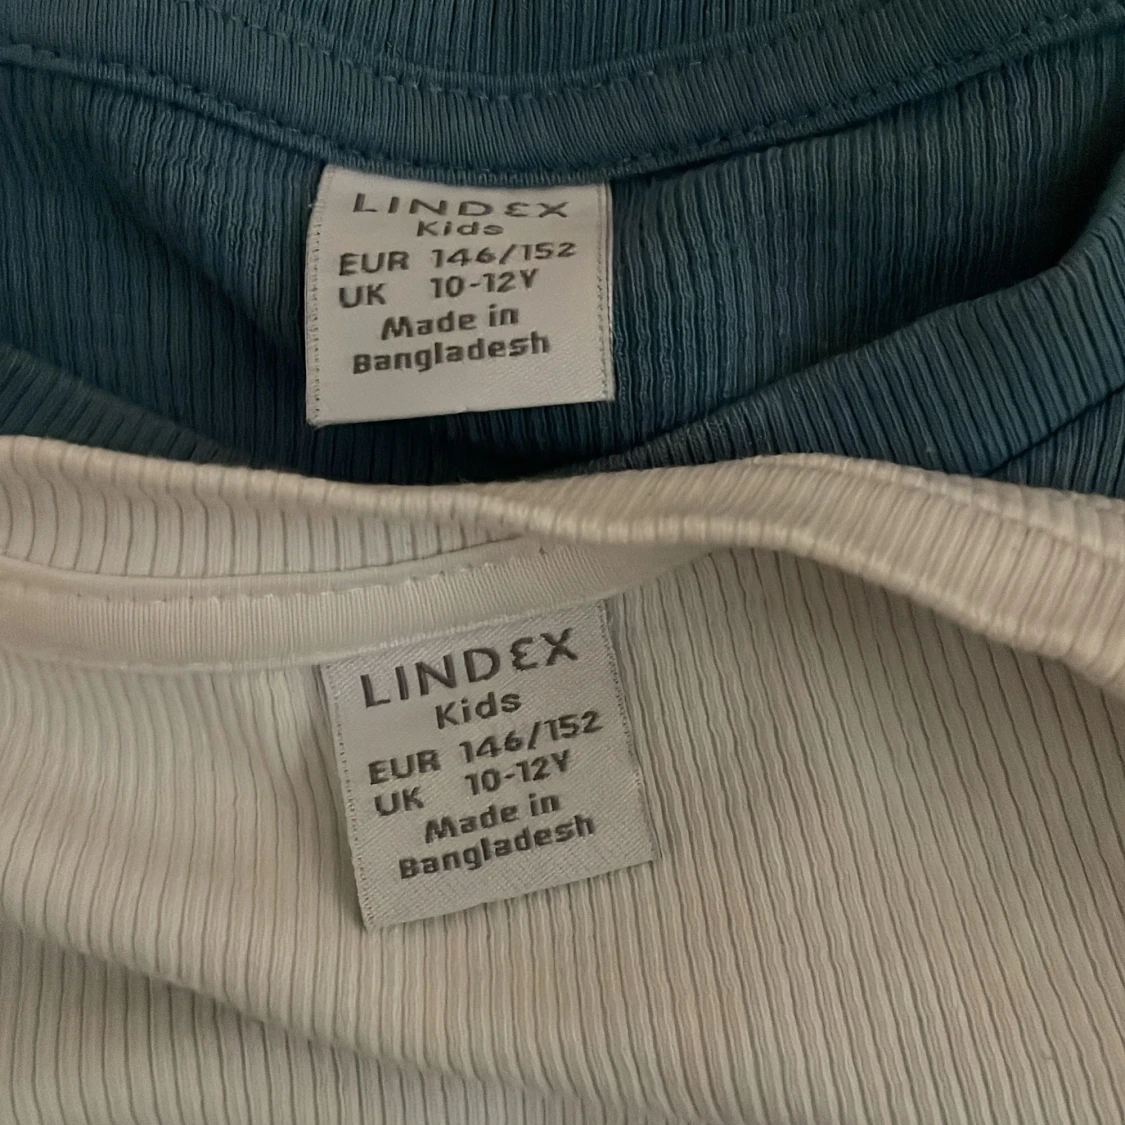 LINDEX
Kids
EUR 146/152
UK 10-12Y
Made in
Bangladesh
LINDEX
Kids
EUR 146/152
UK 10-12Y
Made in
Bangladesh